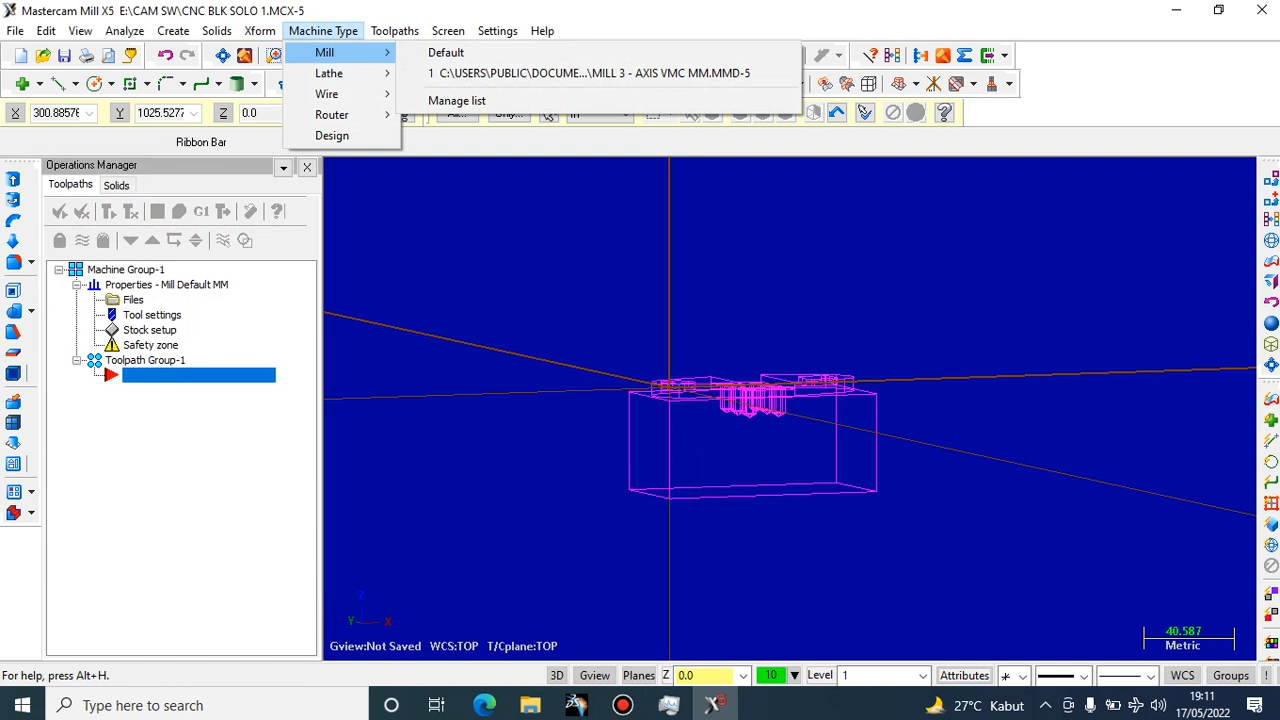 Mastercam Mill X5 E:\CAM SW\CNC BLK SOLO 1.MCX-5
File Edit View Analyze Create Solids Xform Machine Type Toolpaths Screen Settings Help
Mill
Lathe
Wire
Router
Design
Default
1 C:\USERS\PUBLIC\DOCUME...\MILL 3 - AXIS VMC MM.MMD-5
Manage list
X 300.88576 Y 1025.5277 Z 0.0
All... Only... In
Ribbon Bar
Operations Manager
Toolpaths Solids
G1
Machine Group-1
Properties - Mill Default MM
Files
Tool settings
Stock setup
Safety zone
Toolpath Group-1
Z
Y X
Gview:Not Saved WCS:TOP T/Cplane:TOP
40.587
Metric
For help, press Alt+H.
3D Gview Planes Z 0.0 10 Level 1 Attributes WCS Groups
Type here to search
27°C Kabut
19:11
17/05/2022